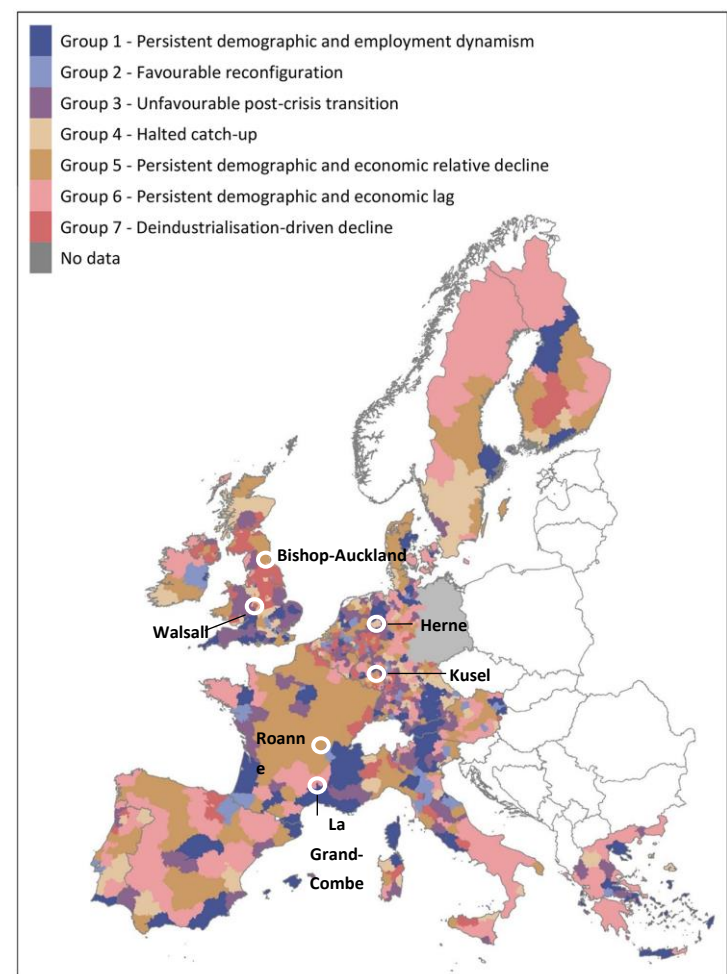 Group 1 - Persistent demographic and employment dynamism
Group 2 - Favourable reconfiguration
Group 3 - Unfavourable post-crisis transition
Group 4 - Halted catch-up
Group 5 - Persistent demographic and economic relative decline
Group 6 - Persistent demographic and economic lag
Group 7 - Deindustrialisation-driven decline
No data
Bishop-Auckland
Walsall
Herne
Kusel
Roann
e
La
Grand-
Combe